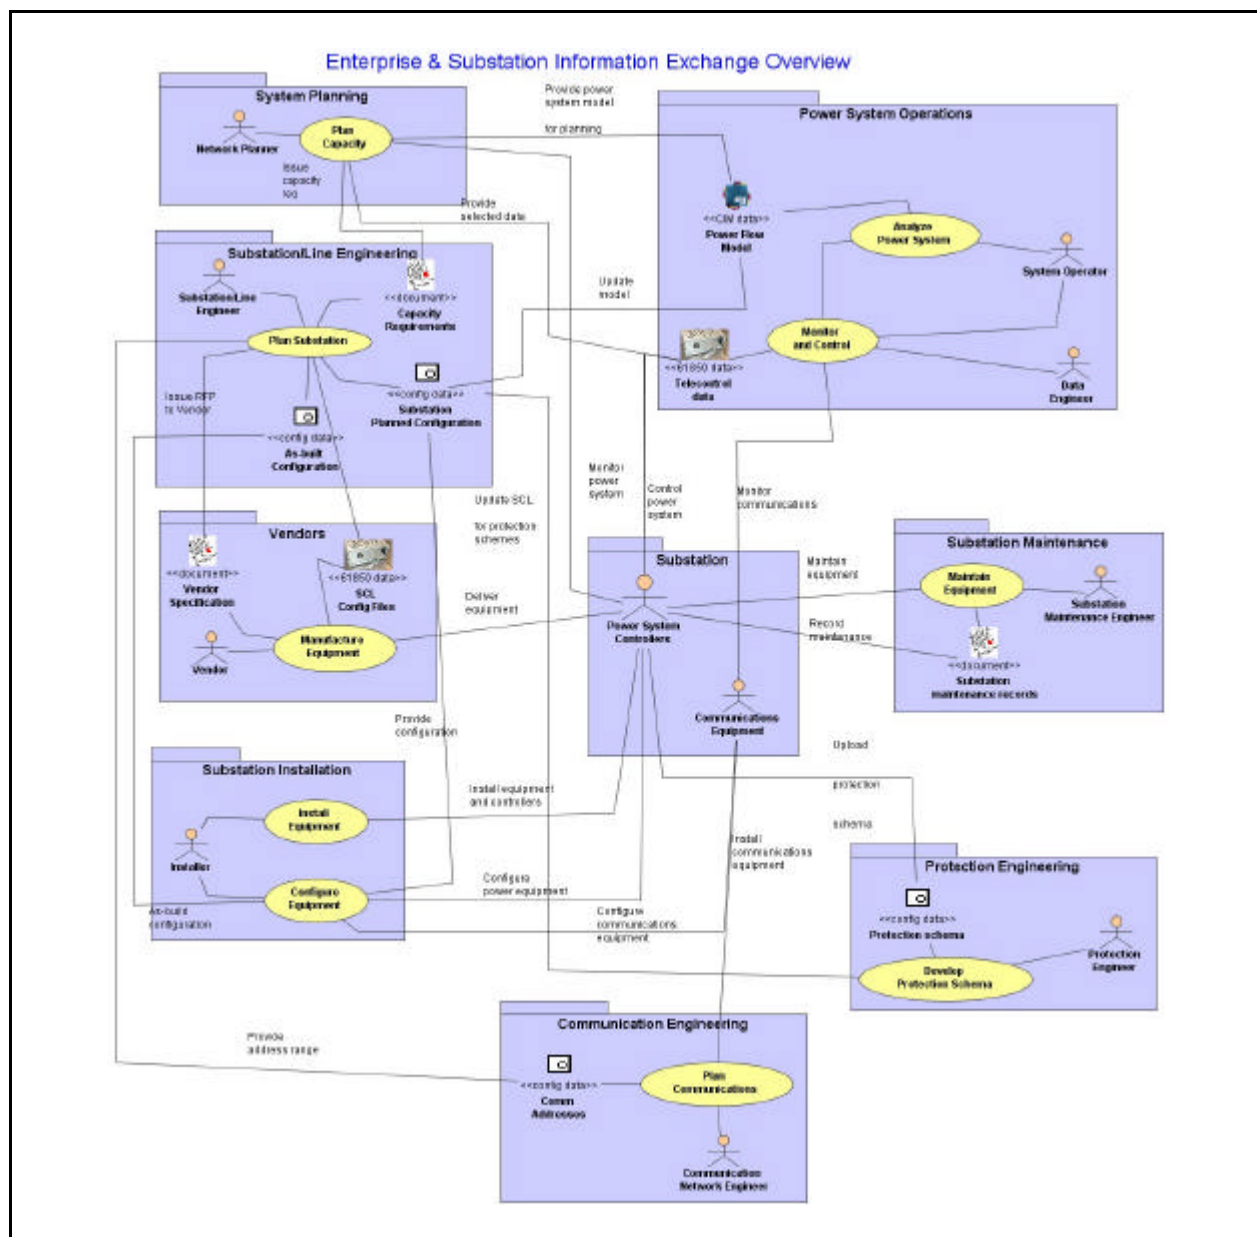 Enterprise & Substation Information Exchange Overview
System Planning
Network Planner
Plan
Capacity
Issue
capacity
req
Provide power
system model
for planning
Provide
selected data
Power System Operations
<<CIM data>>
Power Flow
Model
Analyze
Power System
System Operator
Monitor
and Control
<<61850 data>>
Telecontrol
data
Data
Engineer
Update
model
Substation/Line Engineering
Substation/Line
Engineer
<<document>>
Capacity
Requirements
Plan Substation
<<config data>>
Substation
Planned Configuration
<<config data>>
As-built
Configuration
Issue RFP
to Vendor
Update SCL
for protection
schemes
Monitor
power
system
Control
power
system
Monitor
communications
Vendors
<<document>>
Vendor
Specification
<<61850 data>>
SCL
Config Files
Vendor
Manufacture
Equipment
Deliver
equipment
Substation
Power System
Controllers
Communications
Equipment
Maintain
equipment
Record
maintenance
Substation Maintenance
Maintain
Equipment
Substation
Maintenance Engineer
<<document>>
Substation
maintenance records
Provide
configuration
Upload
protection
schema
Substation Installation
Install
Equipment
Installer
Configure
Equipment
Install equipment
and controllers
Configure
power equipment
As-build
configuration
Configure
communications
equipment
Install
communications
equipment
Protection Engineering
<<config data>>
Protection schema
Protection
Engineer
Develop
Protection Schema
Communication Engineering
Provide
address range
<<config data>>
Comm
Addresses
Plan
Communications
Communication
Network Engineer